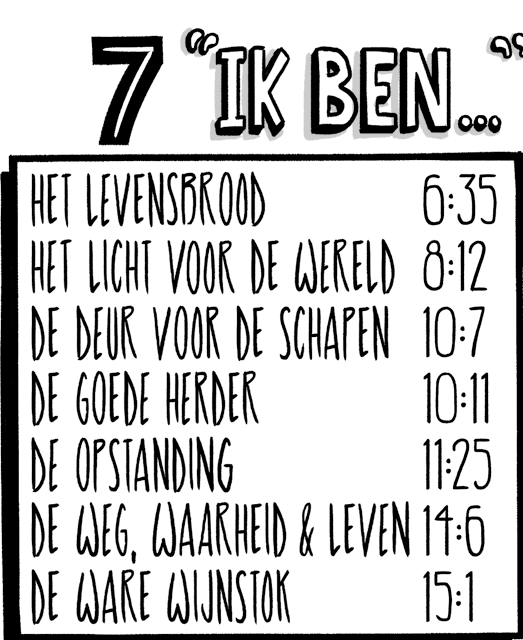 7 "IK BEN..."
HET LEVENSBROOD 6:35
HET LICHT VOOR DE WERELD 8:12
DE DEUR VOOR DE SCHAPEN 10:7
DE GOEDE HERDER 10:11
DE OPSTANDING 11:25
DE WEG, WAARHEID & LEVEN 14:6
DE WARE WIJNSTOK 15:1